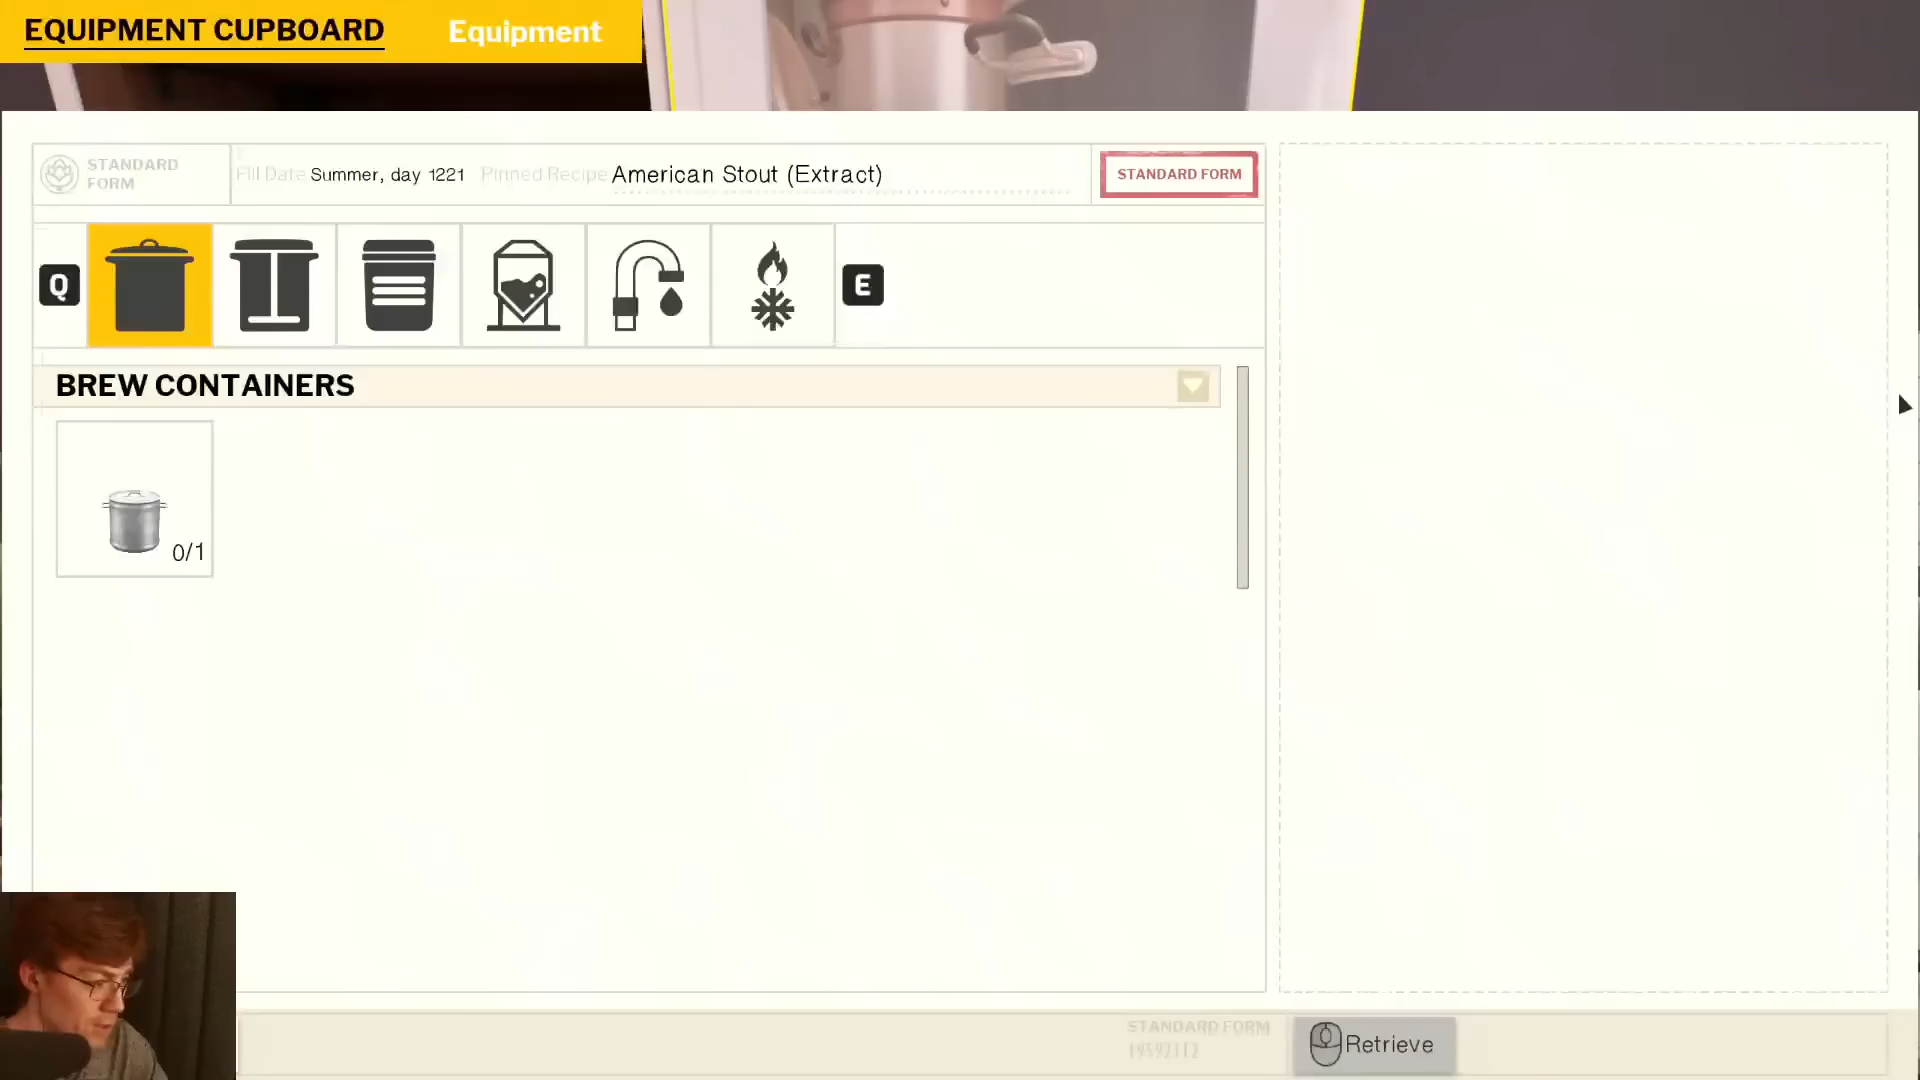 EQUIPMENT CUPBOARD Equipment
STANDARD FORM
Fill Date Summer, day 1221 Pinned Recipe American Stout (Extract)
STANDARD FORM
Q E
BREW CONTAINERS
0/1
STANDARD FORM
19592112
Retrieve